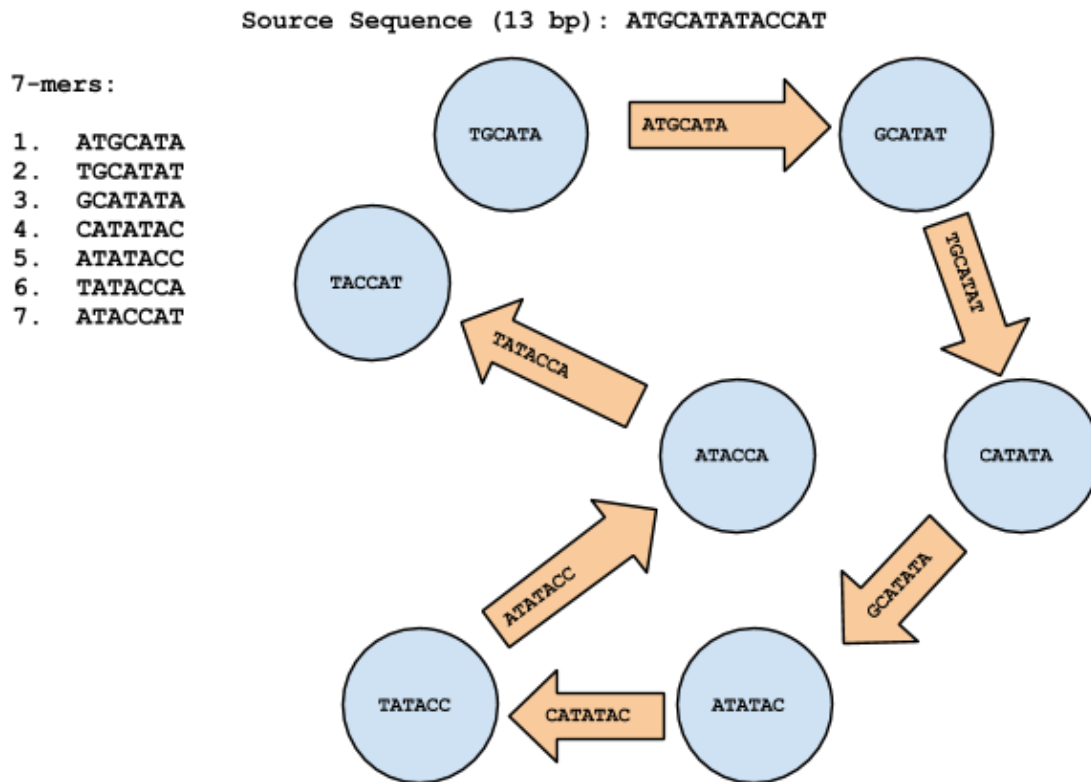 Source Sequence (13 bp): ATGCATATACCAT
7-mers:
1. ATGCATA
2. TGCATAT
3. GCATATA
4. CATATAC
5. ATATACC
6. TATACCA
7. ATACCAT
TGCATA
ATGCATA
GCATAT
TGCATAT
CATATA
GCATATA
ATATAC
CATATAC
TATACC
ATATACC
ATACCA
TATACCA
TACCAT